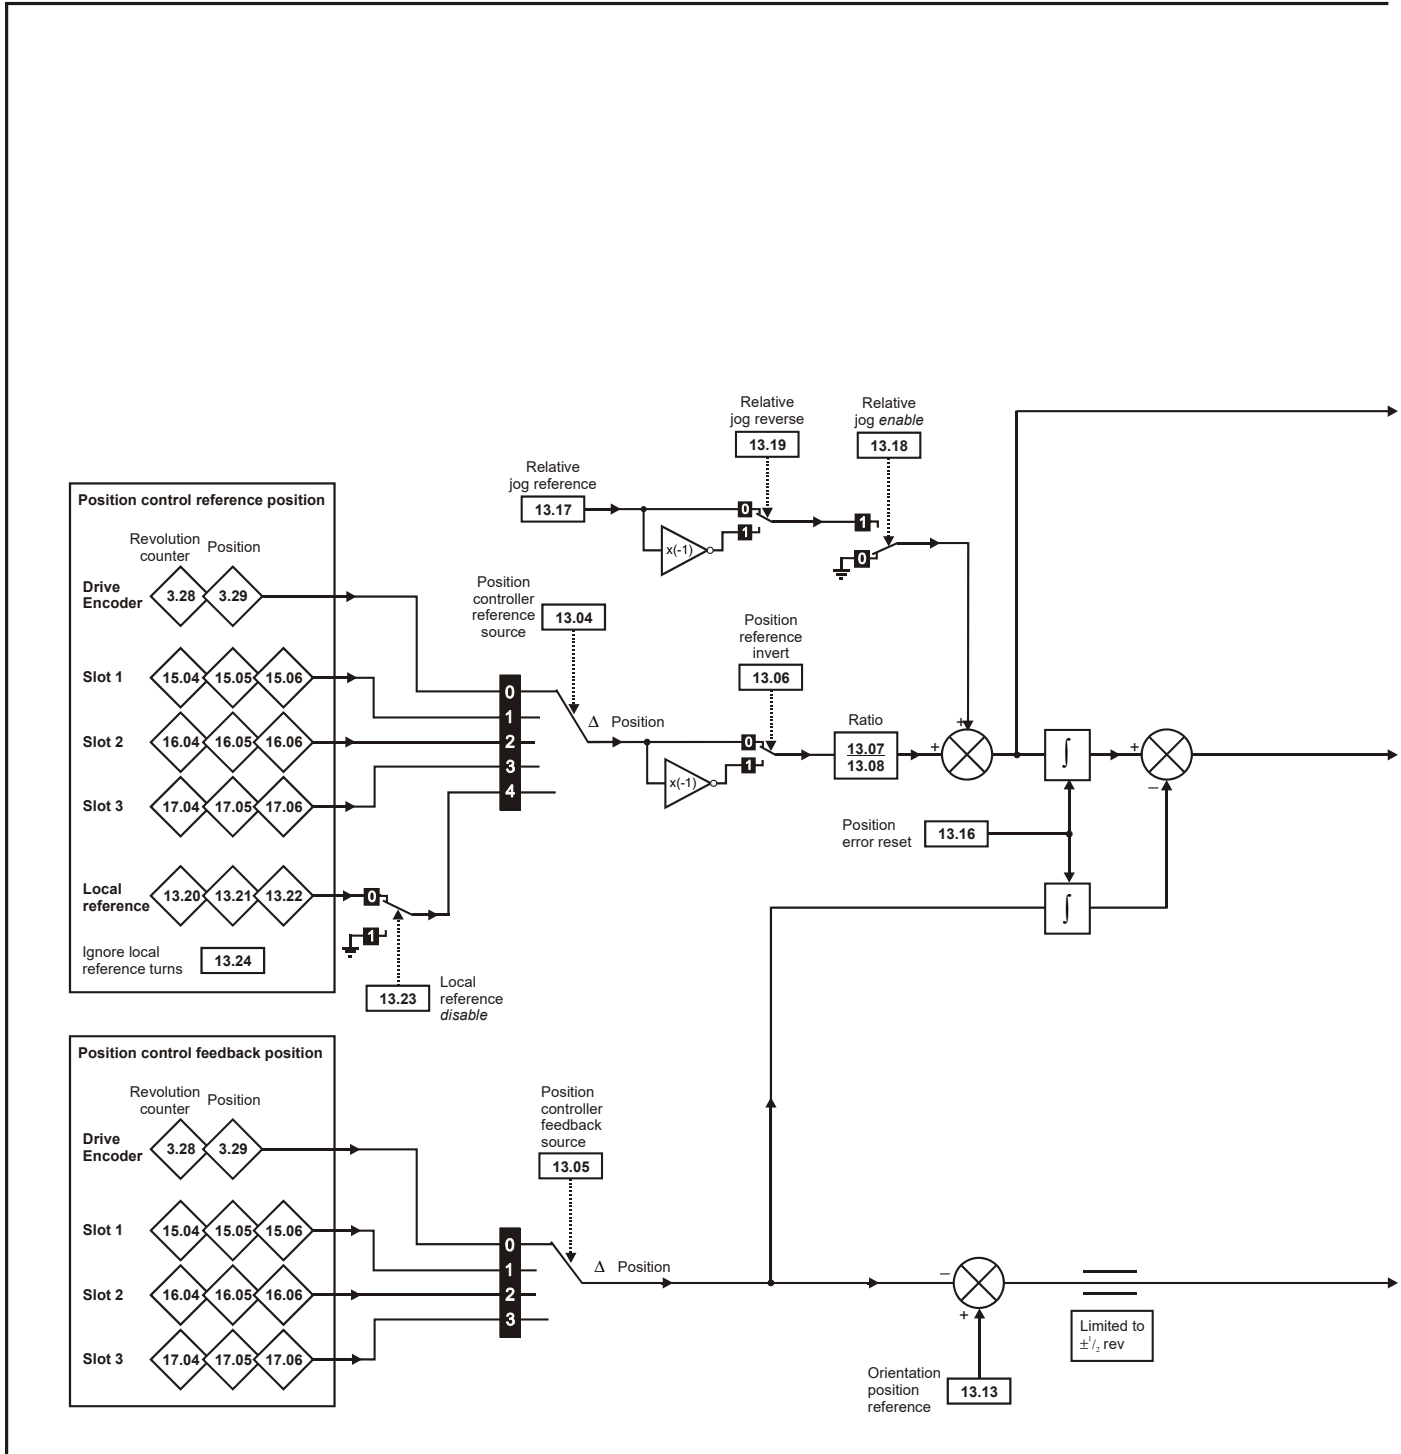 Relative
jog reverse
13.19
Relative
jog enable
13.18
Relative
jog reference
13.17
0
1
x(-1)
1
0
Position control reference position
Revolution
counter
Position
Drive
Encoder
3.28
3.29
Slot 1
15.04
15.05
15.06
Slot 2
16.04
16.05
16.06
Slot 3
17.04
17.05
17.06
Local
reference
13.20
13.21
13.22
Ignore local
reference turns
13.24
0
1
13.23
Local
reference
disable
Position
controller
reference
source
13.04
0
1
2
3
4
Δ Position
x(-1)
Position
reference
invert
13.06
0
1
Ratio
13.07
13.08
+
+
∫
+
−
Position
error reset
13.16
∫
Position control feedback position
Revolution
counter
Position
Drive
Encoder
3.28
3.29
Slot 1
15.04
15.05
15.06
Slot 2
16.04
16.05
16.06
Slot 3
17.04
17.05
17.06
Position
controller
feedback
source
13.05
0
1
2
3
Δ Position
−
+
Limited to
±1/2 rev
Orientation
position
reference
13.13